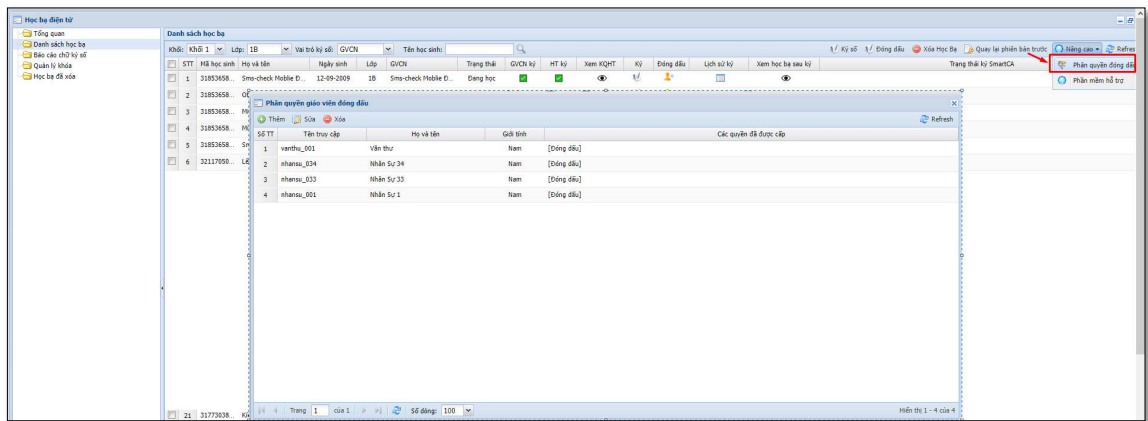 Học bạ điện tử
Tổng quan
Danh sách học bạ
Báo cáo chữ ký số
Quản lý khóa
Học bạ đã xóa
Danh sách học bạ
Khối: Khối 1 Lớp: 1B Vai trò ký số: GVCN Tên học sinh: Ký số Đóng dấu Xóa Học Bạ Quay lại phiên bản trước Nâng cao Refres
STT Mã học sinh Họ và tên Ngày sinh Lớp GVCN Trạng thái GVCN ký HT ký Xem KQHT Ký Đóng dấu Lịch sử ký Xem học bạ sau ký Trạng thái ký SmartCA
Phân quyền đóng dấu
Phần mềm hỗ trợ
1 31853658... Sms-check Moblie Đ... 12-09-2009 1B Sms-check Moblie Đ... Đang học
2 31853658...
3 31853658...
4 31853658...
5 31853658... Sm
6 32117050... Lê
21 31773038...
Phân quyền giáo viên đóng dấu
Thêm Sửa Xóa Refresh
Số TT Tên truy cập Họ và tên Giới tính Các quyền đã được cấp
1 vanthu_001 Văn thư Nam [Đóng dấu]
2 nhansu_034 Nhân Sự 34 Nam [Đóng dấu]
3 nhansu_033 Nhân Sự 33 Nam [Đóng dấu]
4 nhansu_001 Nhân Sự 1 Nam [Đóng dấu]
Trang 1 của 1 Số dòng: 100 Hiển thị 1 - 4 của 4